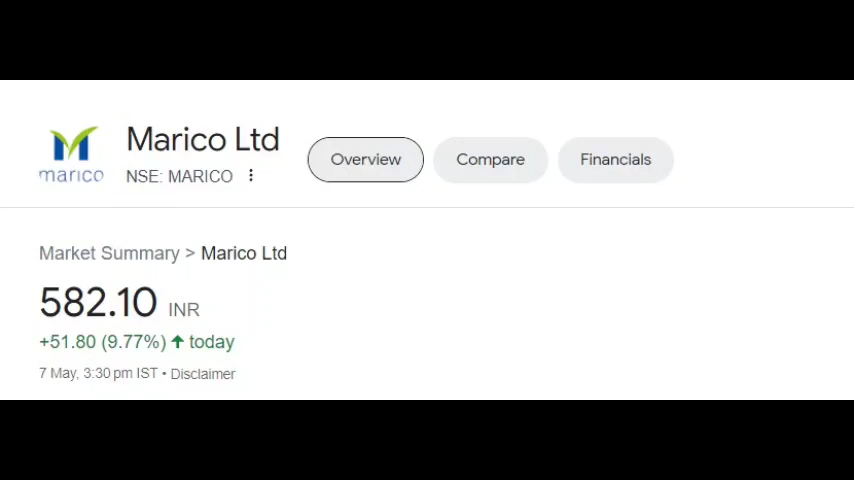 Marico Ltd
marico
NSE: MARICO
Overview
Compare
Financials
Market Summary > Marico Ltd
582.10 INR
+51.80 (9.77%) ↑ today
7 May, 3:30 pm IST • Disclaimer